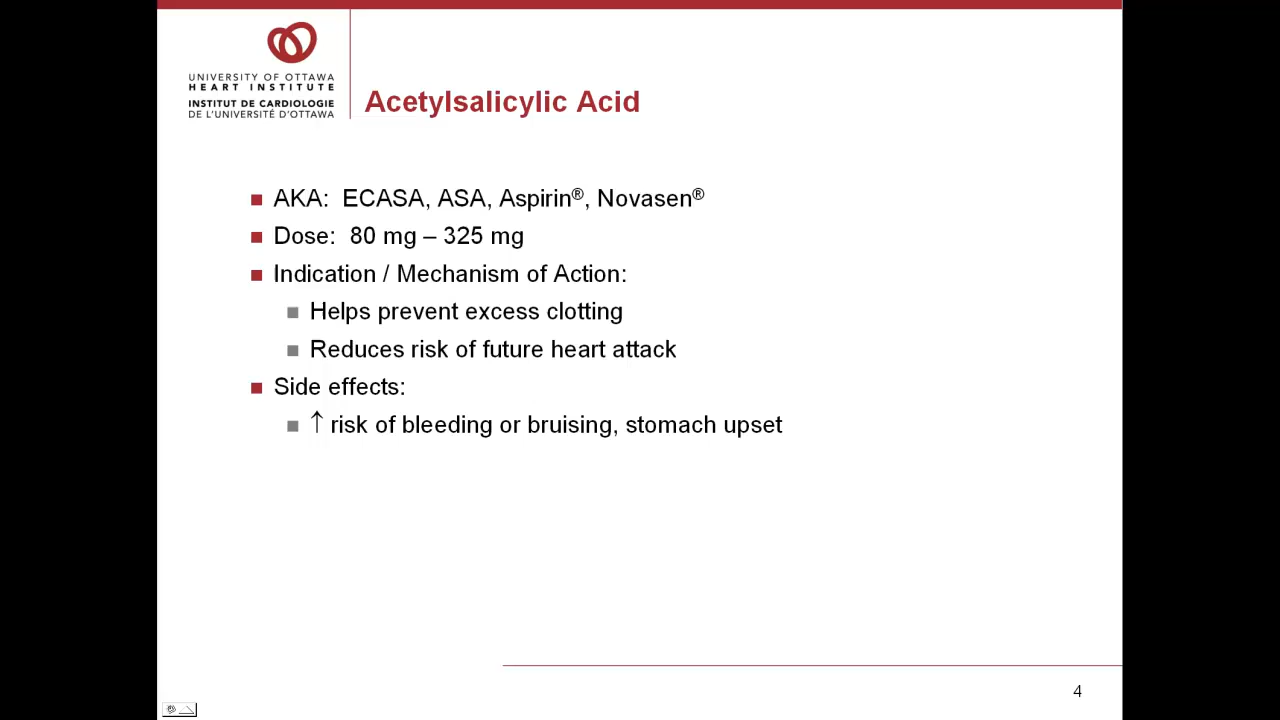 UNIVERSITY OF OTTAWA
HEART INSTITUTE
INSTITUT DE CARDIOLOGIE
DE L'UNIVERSITÉ D'OTTAWA
Acetylsalicylic Acid
AKA: ECASA, ASA, Aspirin®, Novasen®
Dose: 80 mg – 325 mg
Indication / Mechanism of Action:
Helps prevent excess clotting
Reduces risk of future heart attack
Side effects:
↑ risk of bleeding or bruising, stomach upset
4